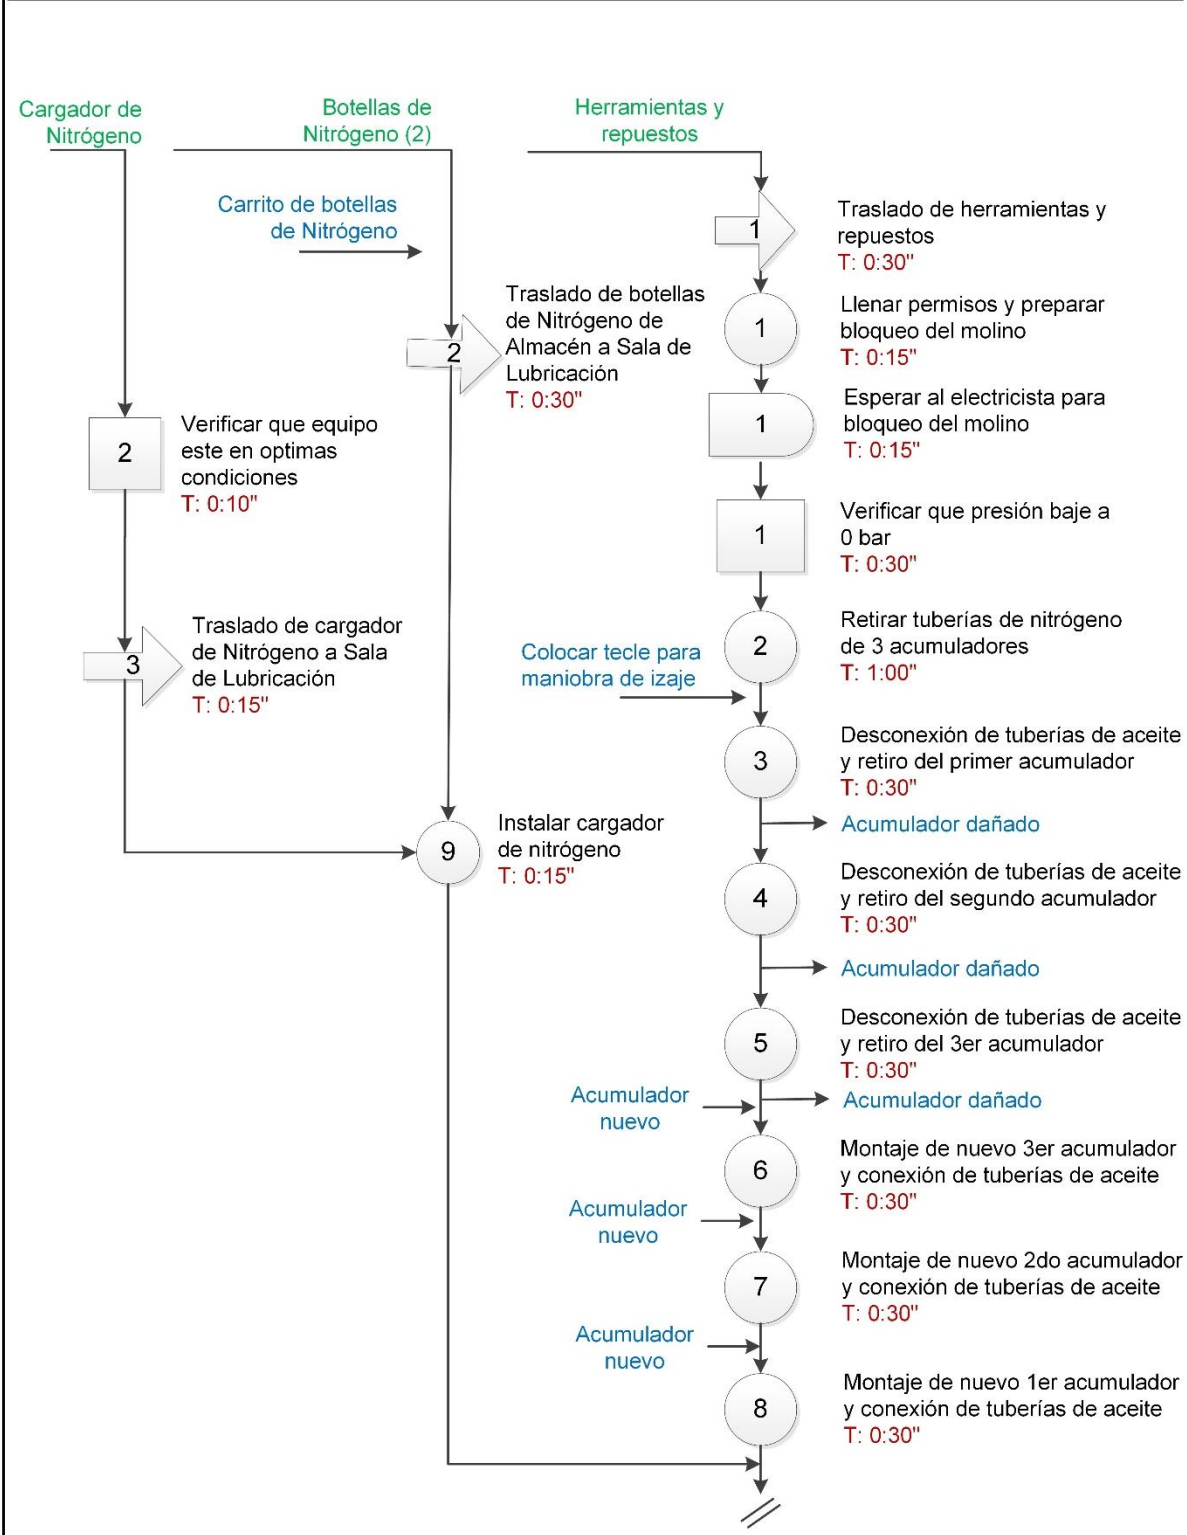 Cargador de
Nitrógeno
Botellas de
Nitrógeno (2)
Herramientas y
repuestos
Carrito de botellas
de Nitrógeno
1
Traslado de herramientas y
repuestos
T: 0:30"
1
Llenar permisos y preparar
bloqueo del molino
T: 0:15"
2
Traslado de botellas
de Nitrógeno de
Almacén a Sala de
Lubricación
T: 0:30"
1
Esperar al electricista para
bloqueo del molino
T: 0:15"
2
Verificar que equipo
este en optimas
condiciones
T: 0:10"
1
Verificar que presión baje a
0 bar
T: 0:30"
3
Traslado de cargador
de Nitrógeno a Sala
de Lubricación
T: 0:15"
2
Retirar tuberías de nitrógeno
de 3 acumuladores
T: 1:00"
Colocar tecle para
maniobra de izaje
3
Desconexión de tuberías de aceite
y retiro del primer acumulador
T: 0:30"
Acumulador dañado
9
Instalar cargador
de nitrógeno
T: 0:15"
4
Desconexión de tuberías de aceite
y retiro del segundo acumulador
T: 0:30"
Acumulador dañado
5
Desconexión de tuberías de aceite
y retiro del 3er acumulador
T: 0:30"
Acumulador
nuevo
Acumulador dañado
6
Montaje de nuevo 3er acumulador
y conexión de tuberías de aceite
T: 0:30"
Acumulador
nuevo
7
Montaje de nuevo 2do acumulador
y conexión de tuberías de aceite
T: 0:30"
Acumulador
nuevo
8
Montaje de nuevo 1er acumulador
y conexión de tuberías de aceite
T: 0:30"